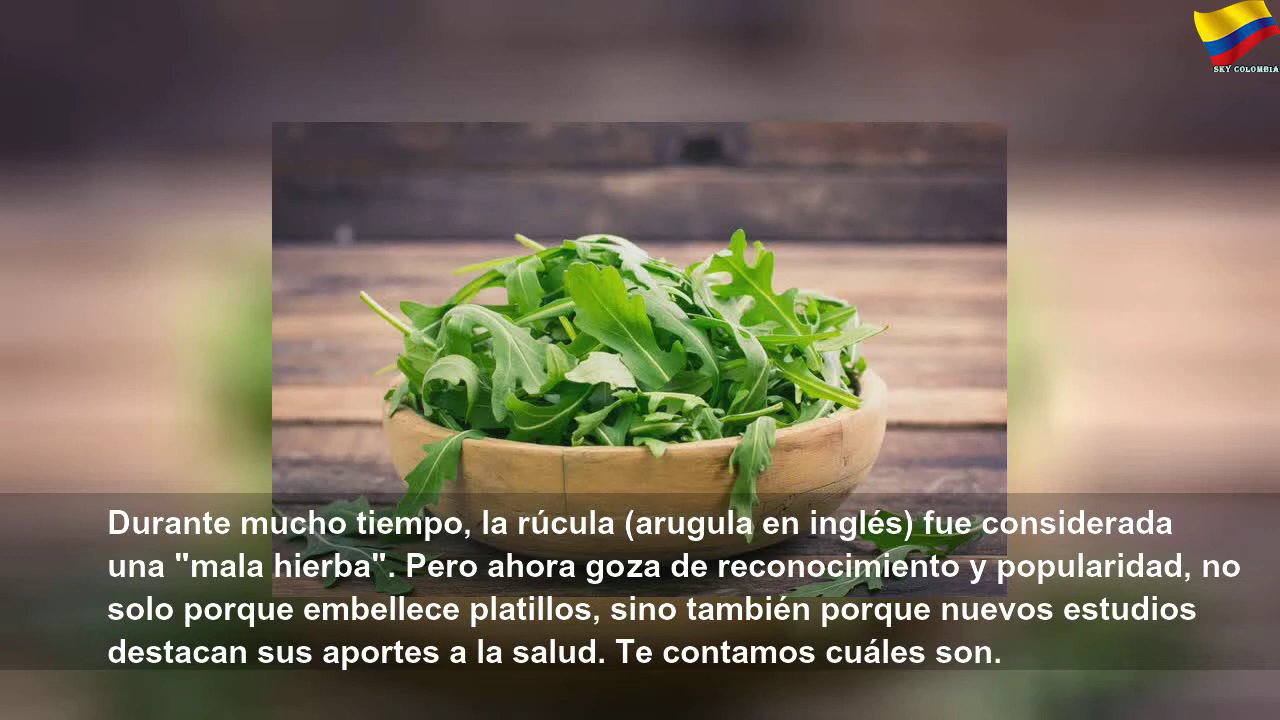 SKY COLOMBIA
Durante mucho tiempo, la rúcula (arugula en inglés) fue considerada
una "mala hierba". Pero ahora goza de reconocimiento y popularidad, no
solo porque embellece platillos, sino también porque nuevos estudios
destacan sus aportes a la salud. Te contamos cuáles son.